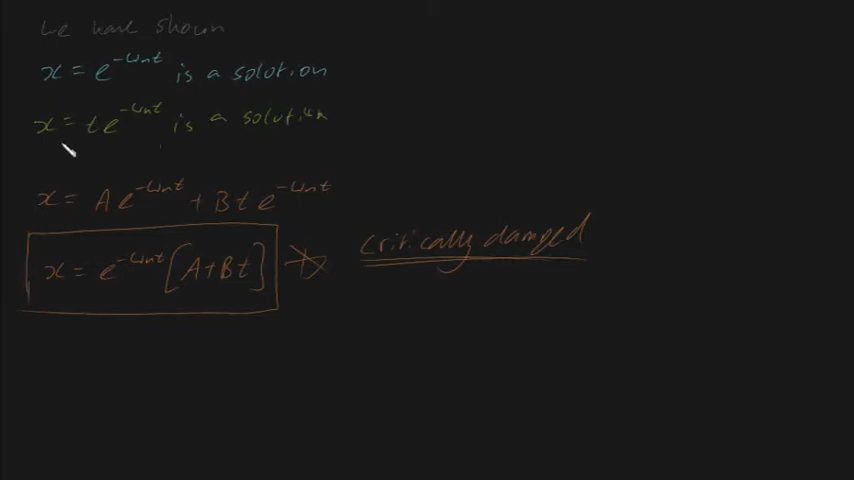 we have shown
x = e^{-ωnt} is a solution
x = te^{-ωnt} is a solution
x = Ae^{-ωnt} + Bte^{-ωnt}
x = e^{-ωnt}[A+Bt] critically damped